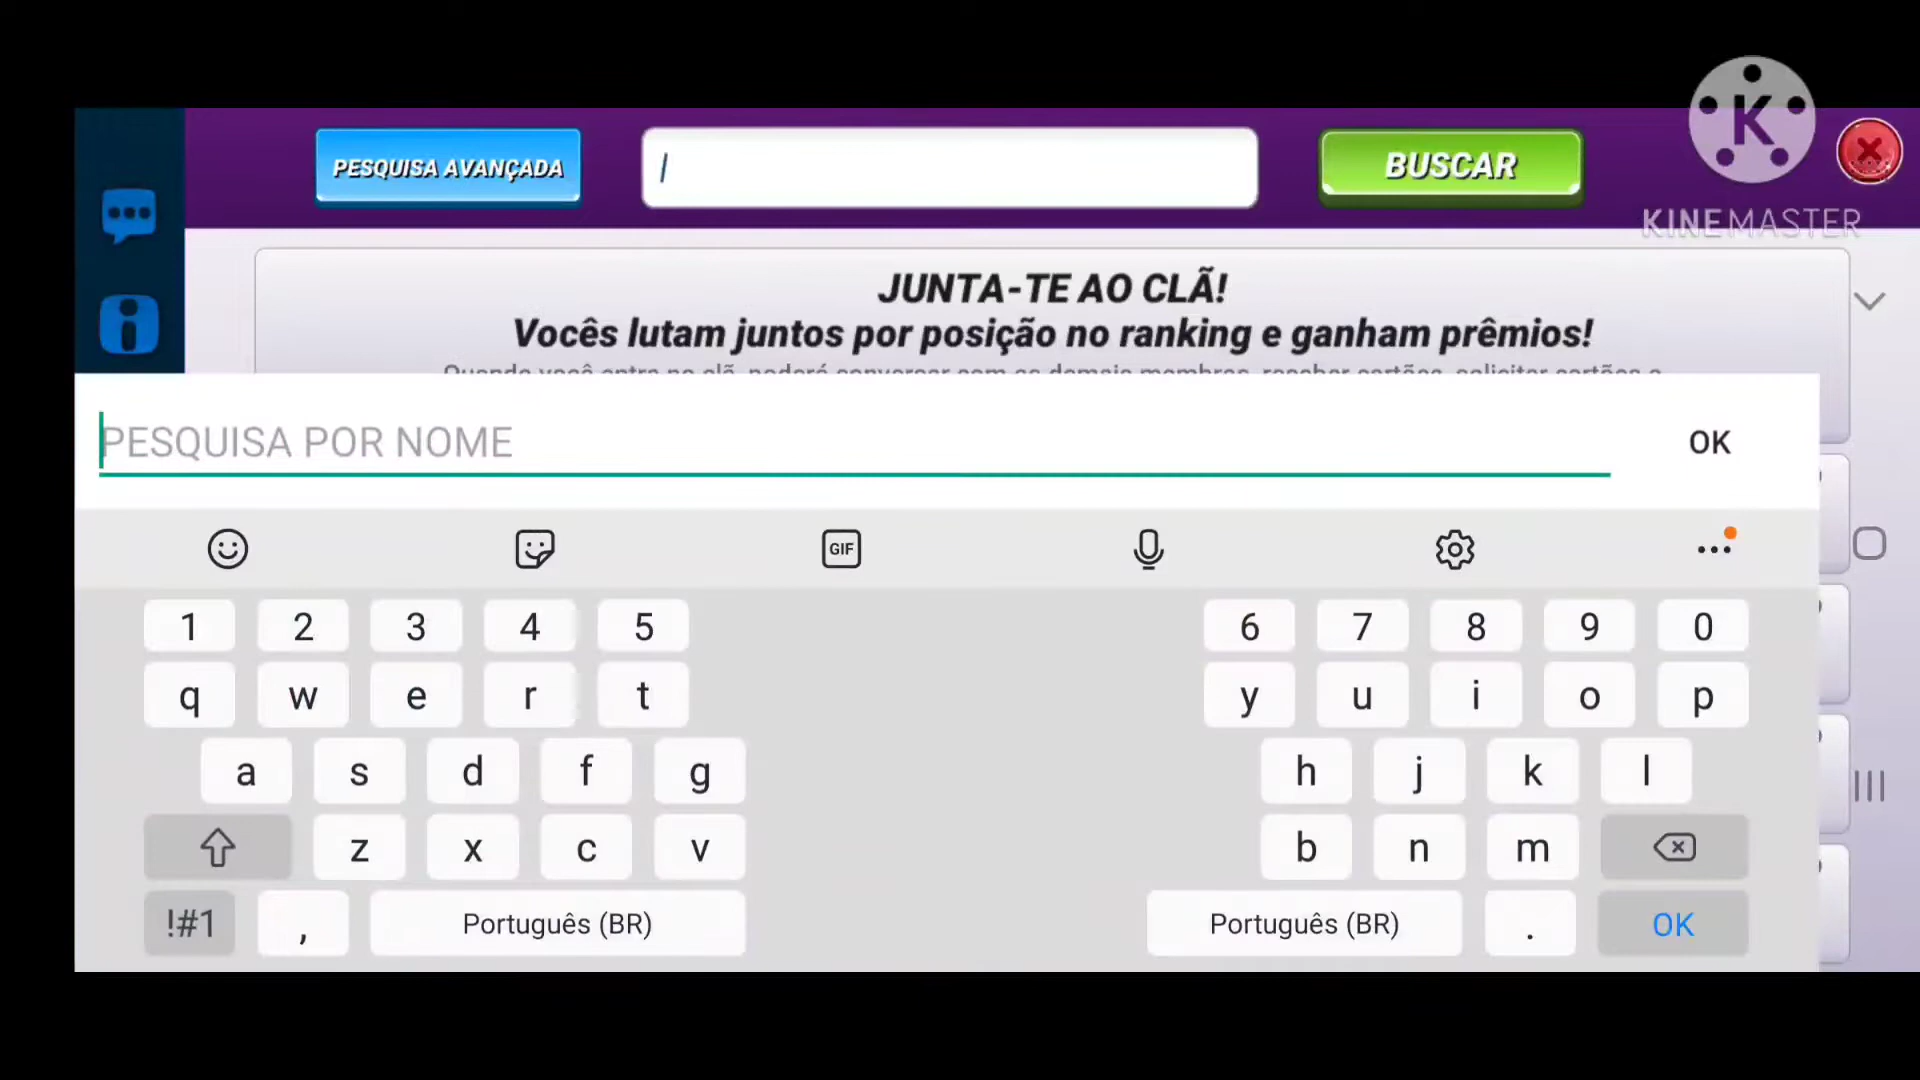 PESQUISA AVANÇADA
BUSCAR
K
KINEMASTER
JUNTA-TE AO CLÃ!
Vocês lutam juntos por posição no ranking e ganham prêmios!
PESQUISA POR NOME
OK
GIF
1 2 3 4 5 6 7 8 9 0
q w e r t y u i o p
a s d f g h j k l
z x c v b n m
!#1 , Português (BR) Português (BR) . OK